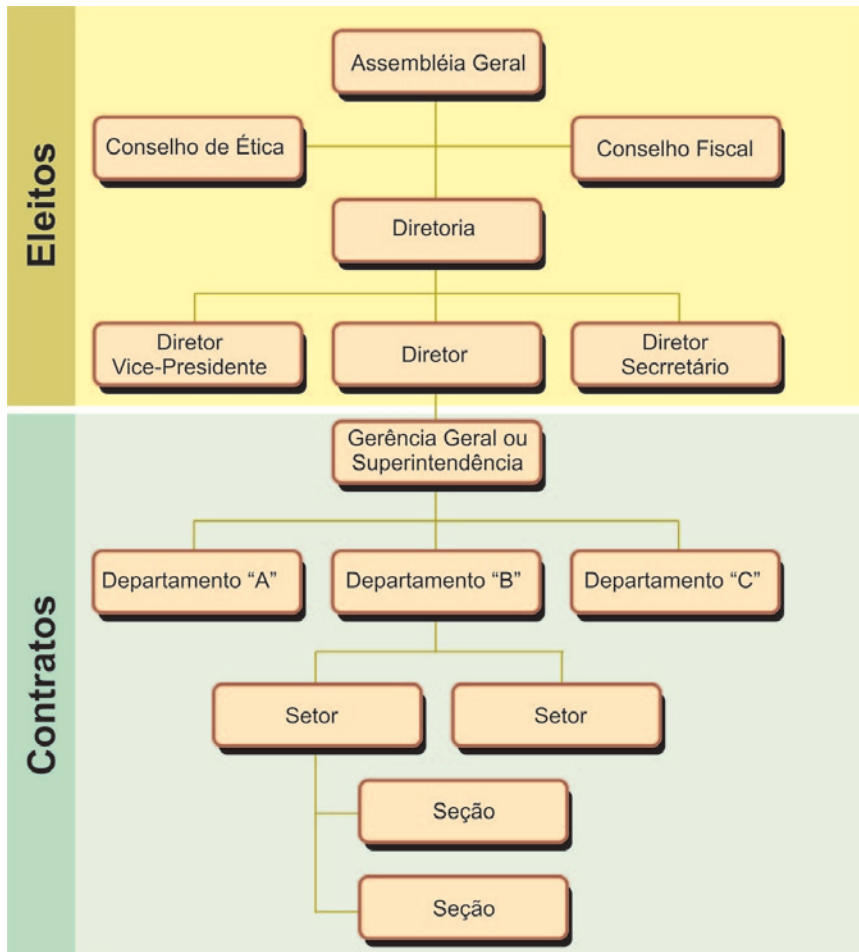 Eleitos
Assembléia Geral
Conselho de Ética
Conselho Fiscal
Diretoria
Diretor
Vice-Presidente
Diretor
Diretor
Secrretário
Contratos
Gerência Geral ou
Superintendência
Departamento “A”
Departamento “B”
Departamento “C”
Setor
Setor
Seção
Seção